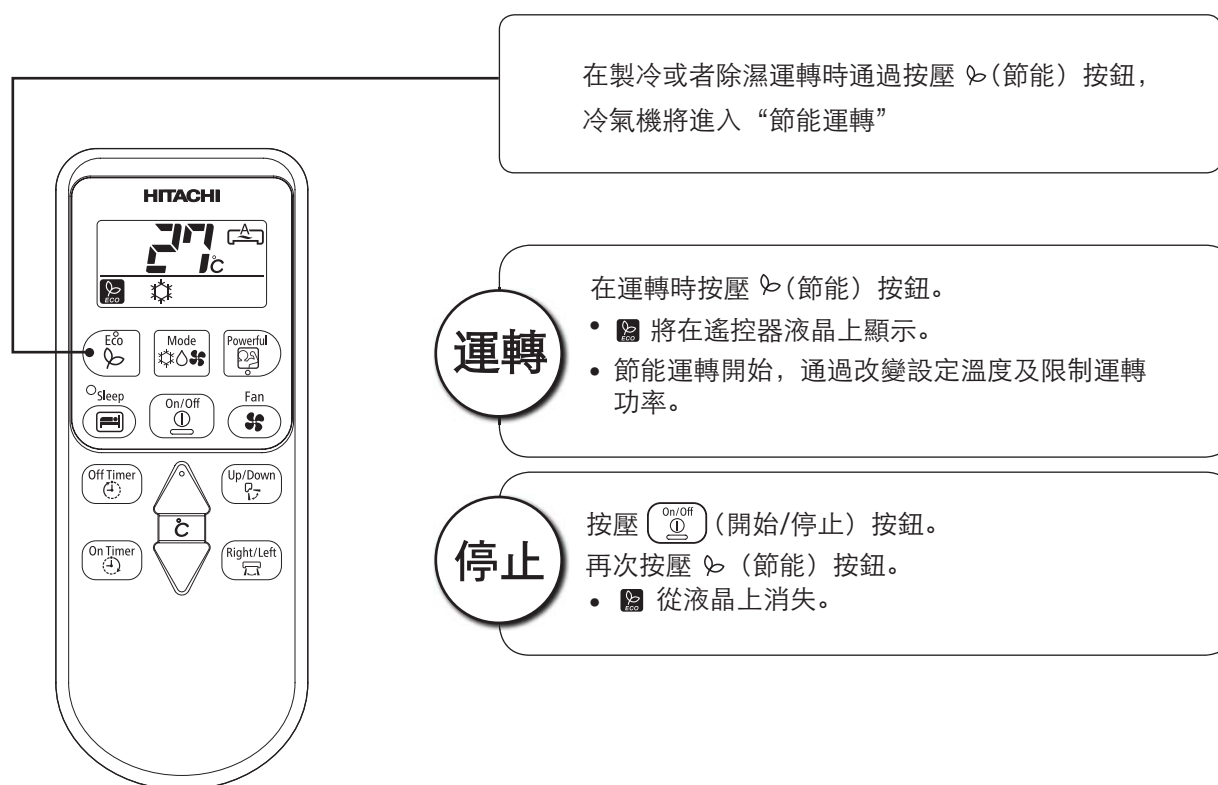 在製冷或者除濕運轉時通過按壓 (節能) 按鈕,
冷氣機將進入 “節能運轉”
HITACHI
27°C
A
ECO
Eco
Mode
Powerful
Sleep
On/Off
Fan
Off Timer
Up/Down
°C
On Timer
Right/Left
運轉
在運轉時按壓 (節能) 按鈕。
• ECO 將在遙控器液晶上顯示。
• 節能運轉開始, 通過改變設定溫度及限制運轉
功率。
停止
按壓 On/Off (開始/停止) 按鈕。
再次按壓 (節能) 按鈕。
• ECO 從液晶上消失。